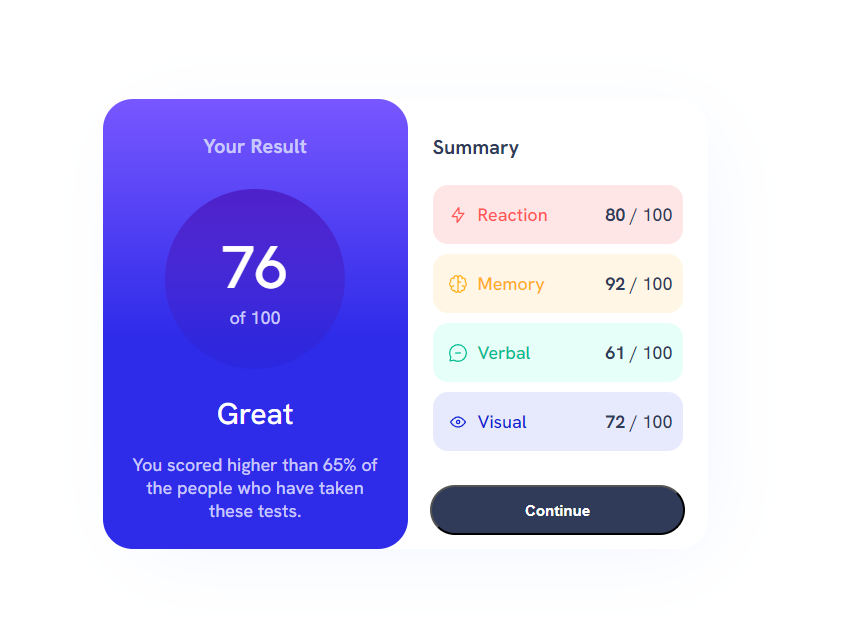 Your Result
76
of 100
Great
You scored higher than 65% of
the people who have taken
these tests.
Summary
Reaction 80 / 100
Memory 92 / 100
Verbal 61 / 100
Visual 72 / 100
Continue